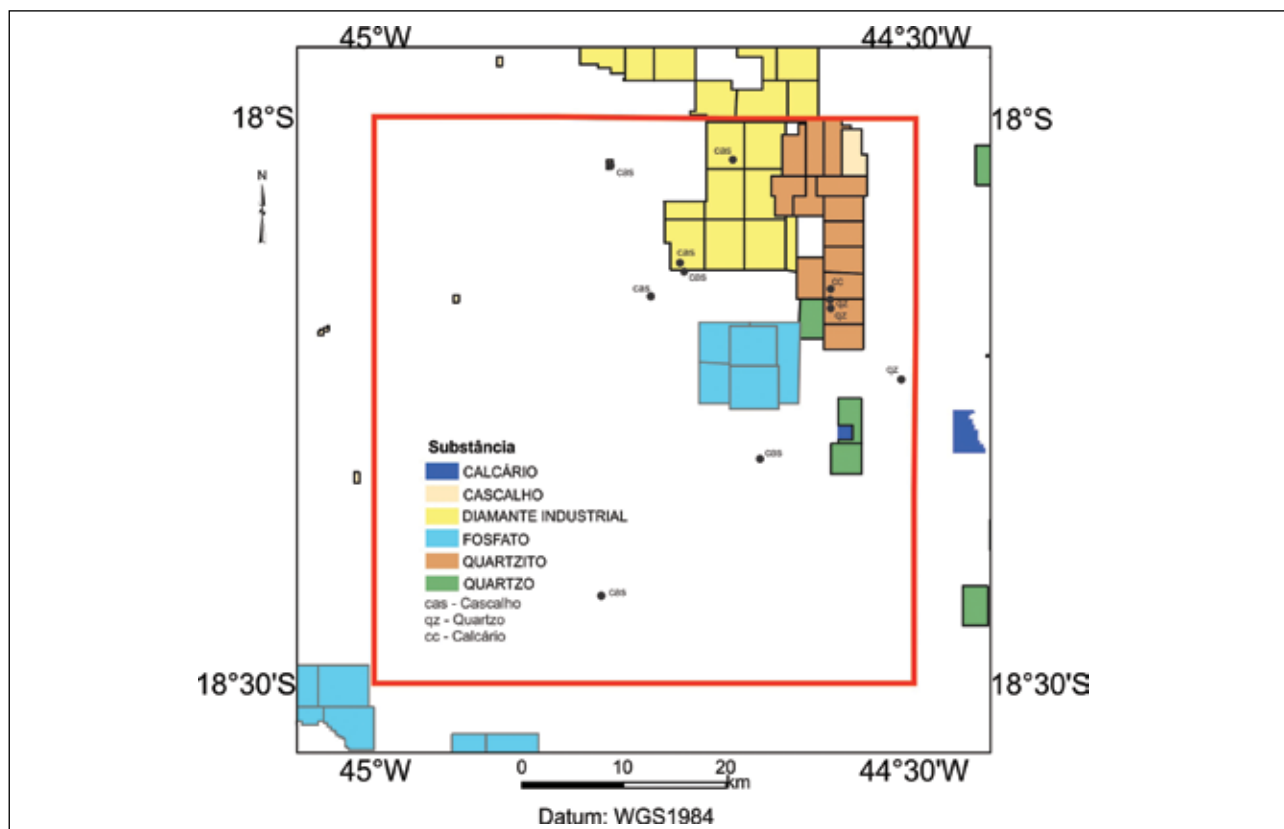 45°W 44°30'W
18°S 18°S
N
cas
cas
cas
cas
cas
cc
qz
qz
qz
cas
Substância
CALCÁRIO
CASCALHO
DIAMANTE INDUSTRIAL
FOSFATO
QUARTZITO
QUARTZO
cas - Cascalho
qz - Quartzo
cc - Calcário
cas
18°30'S 18°30'S
45°W 44°30'W
0 10 20
km
Datum: WGS1984